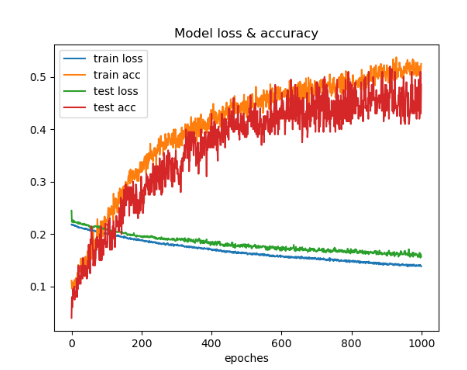 Model loss & accuracy
train loss
train acc
test loss
test acc
0.5
0.4
0.3
0.2
0.1
0 200 400 600 800 1000
epoches